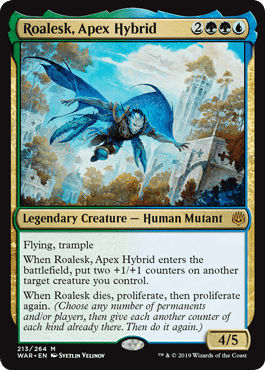 Roalesk, Apex Hybrid 2
Legendary Creature — Human Mutant
Flying, trample
When Roalesk, Apex Hybrid enters the
battlefield, put two +1/+1 counters on another
target creature you control.
When Roalesk dies, proliferate, then proliferate
again. (Choose any number of permanents
and/or players, then give each another counter
of each kind already there. Then do it again.)
4/5
213/264 M
WAR • EN Svetlin Velinov
™ & © 2019 Wizards of the Coast